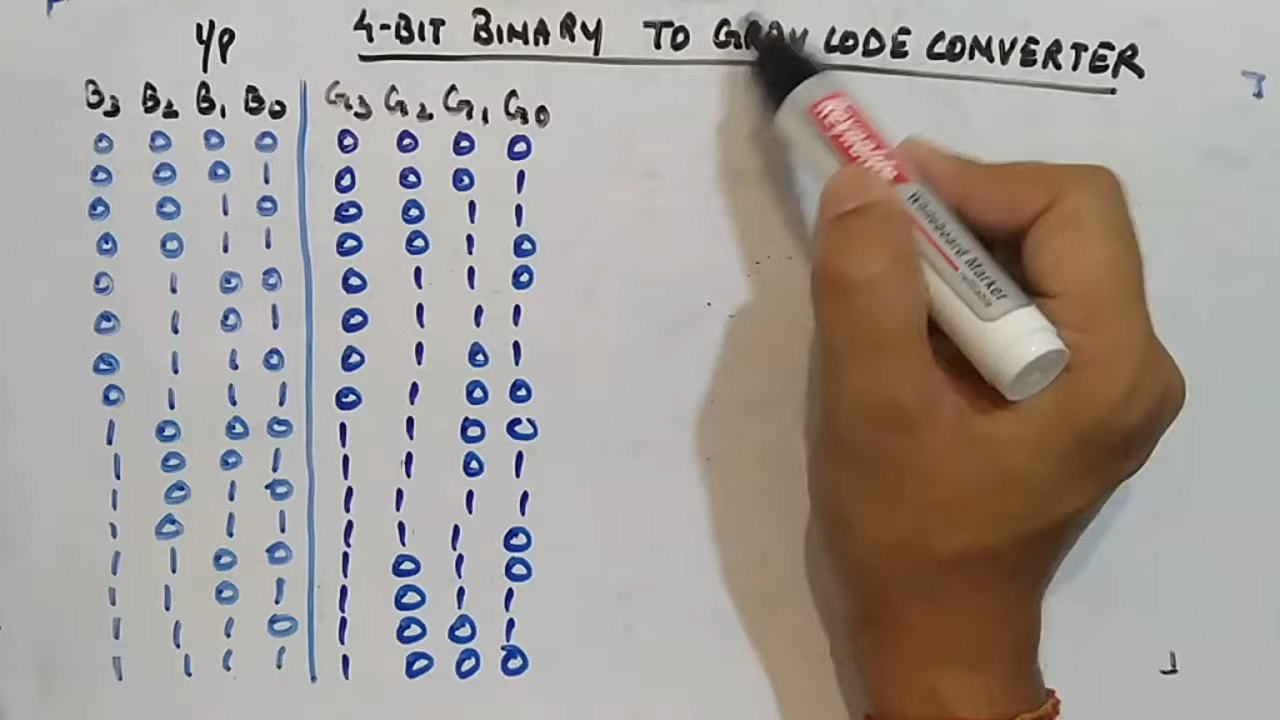 4-BIT BINARY TO GRAY CODE CONVERTER
I/P
B3 B2 B1 B0 G3 G2 G1 G0
0 0 0 0 0 0 0 0
0 0 0 1 0 0 0 1
0 0 1 0 0 0 1 1
0 0 1 1 0 0 1 0
0 1 0 0 0 1 1 0
0 1 0 1 0 1 1 1
0 1 1 0 0 1 0 1
0 1 1 1 0 1 0 0
1 0 0 0 1 1 0 0
1 0 0 1 1 1 0 1
1 0 1 0 1 1 1 1
1 0 1 1 1 1 1 0
1 1 0 0 1 0 1 0
1 1 0 1 1 0 1 1
1 1 1 0 1 0 0 1
1 1 1 1 1 0 0 0
Whiteboard Marker